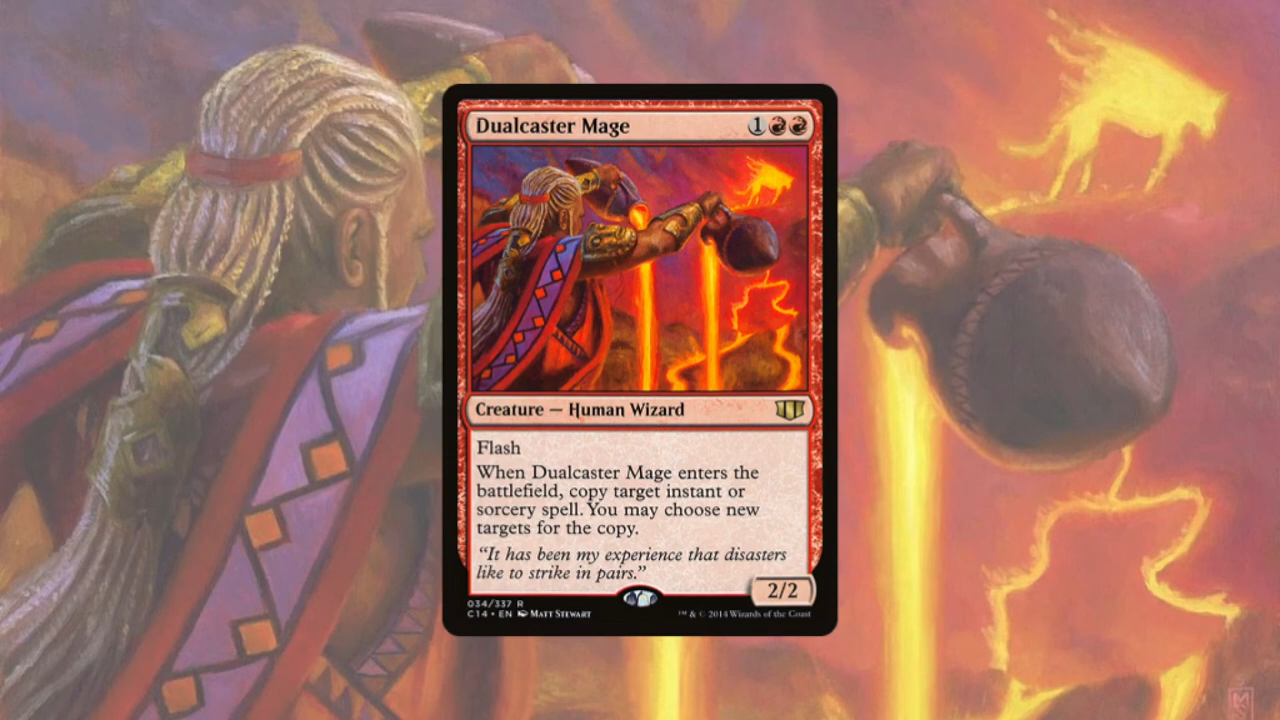 Dualcaster Mage 1
Creature — Human Wizard
Flash
When Dualcaster Mage enters the
battlefield, copy target instant or
sorcery spell. You may choose new
targets for the copy.
“It has been my experience that disasters
like to strike in pairs.”
2/2
034/337 R
C14 • EN Matt Stewart ™ & © 2014 Wizards of the Coast